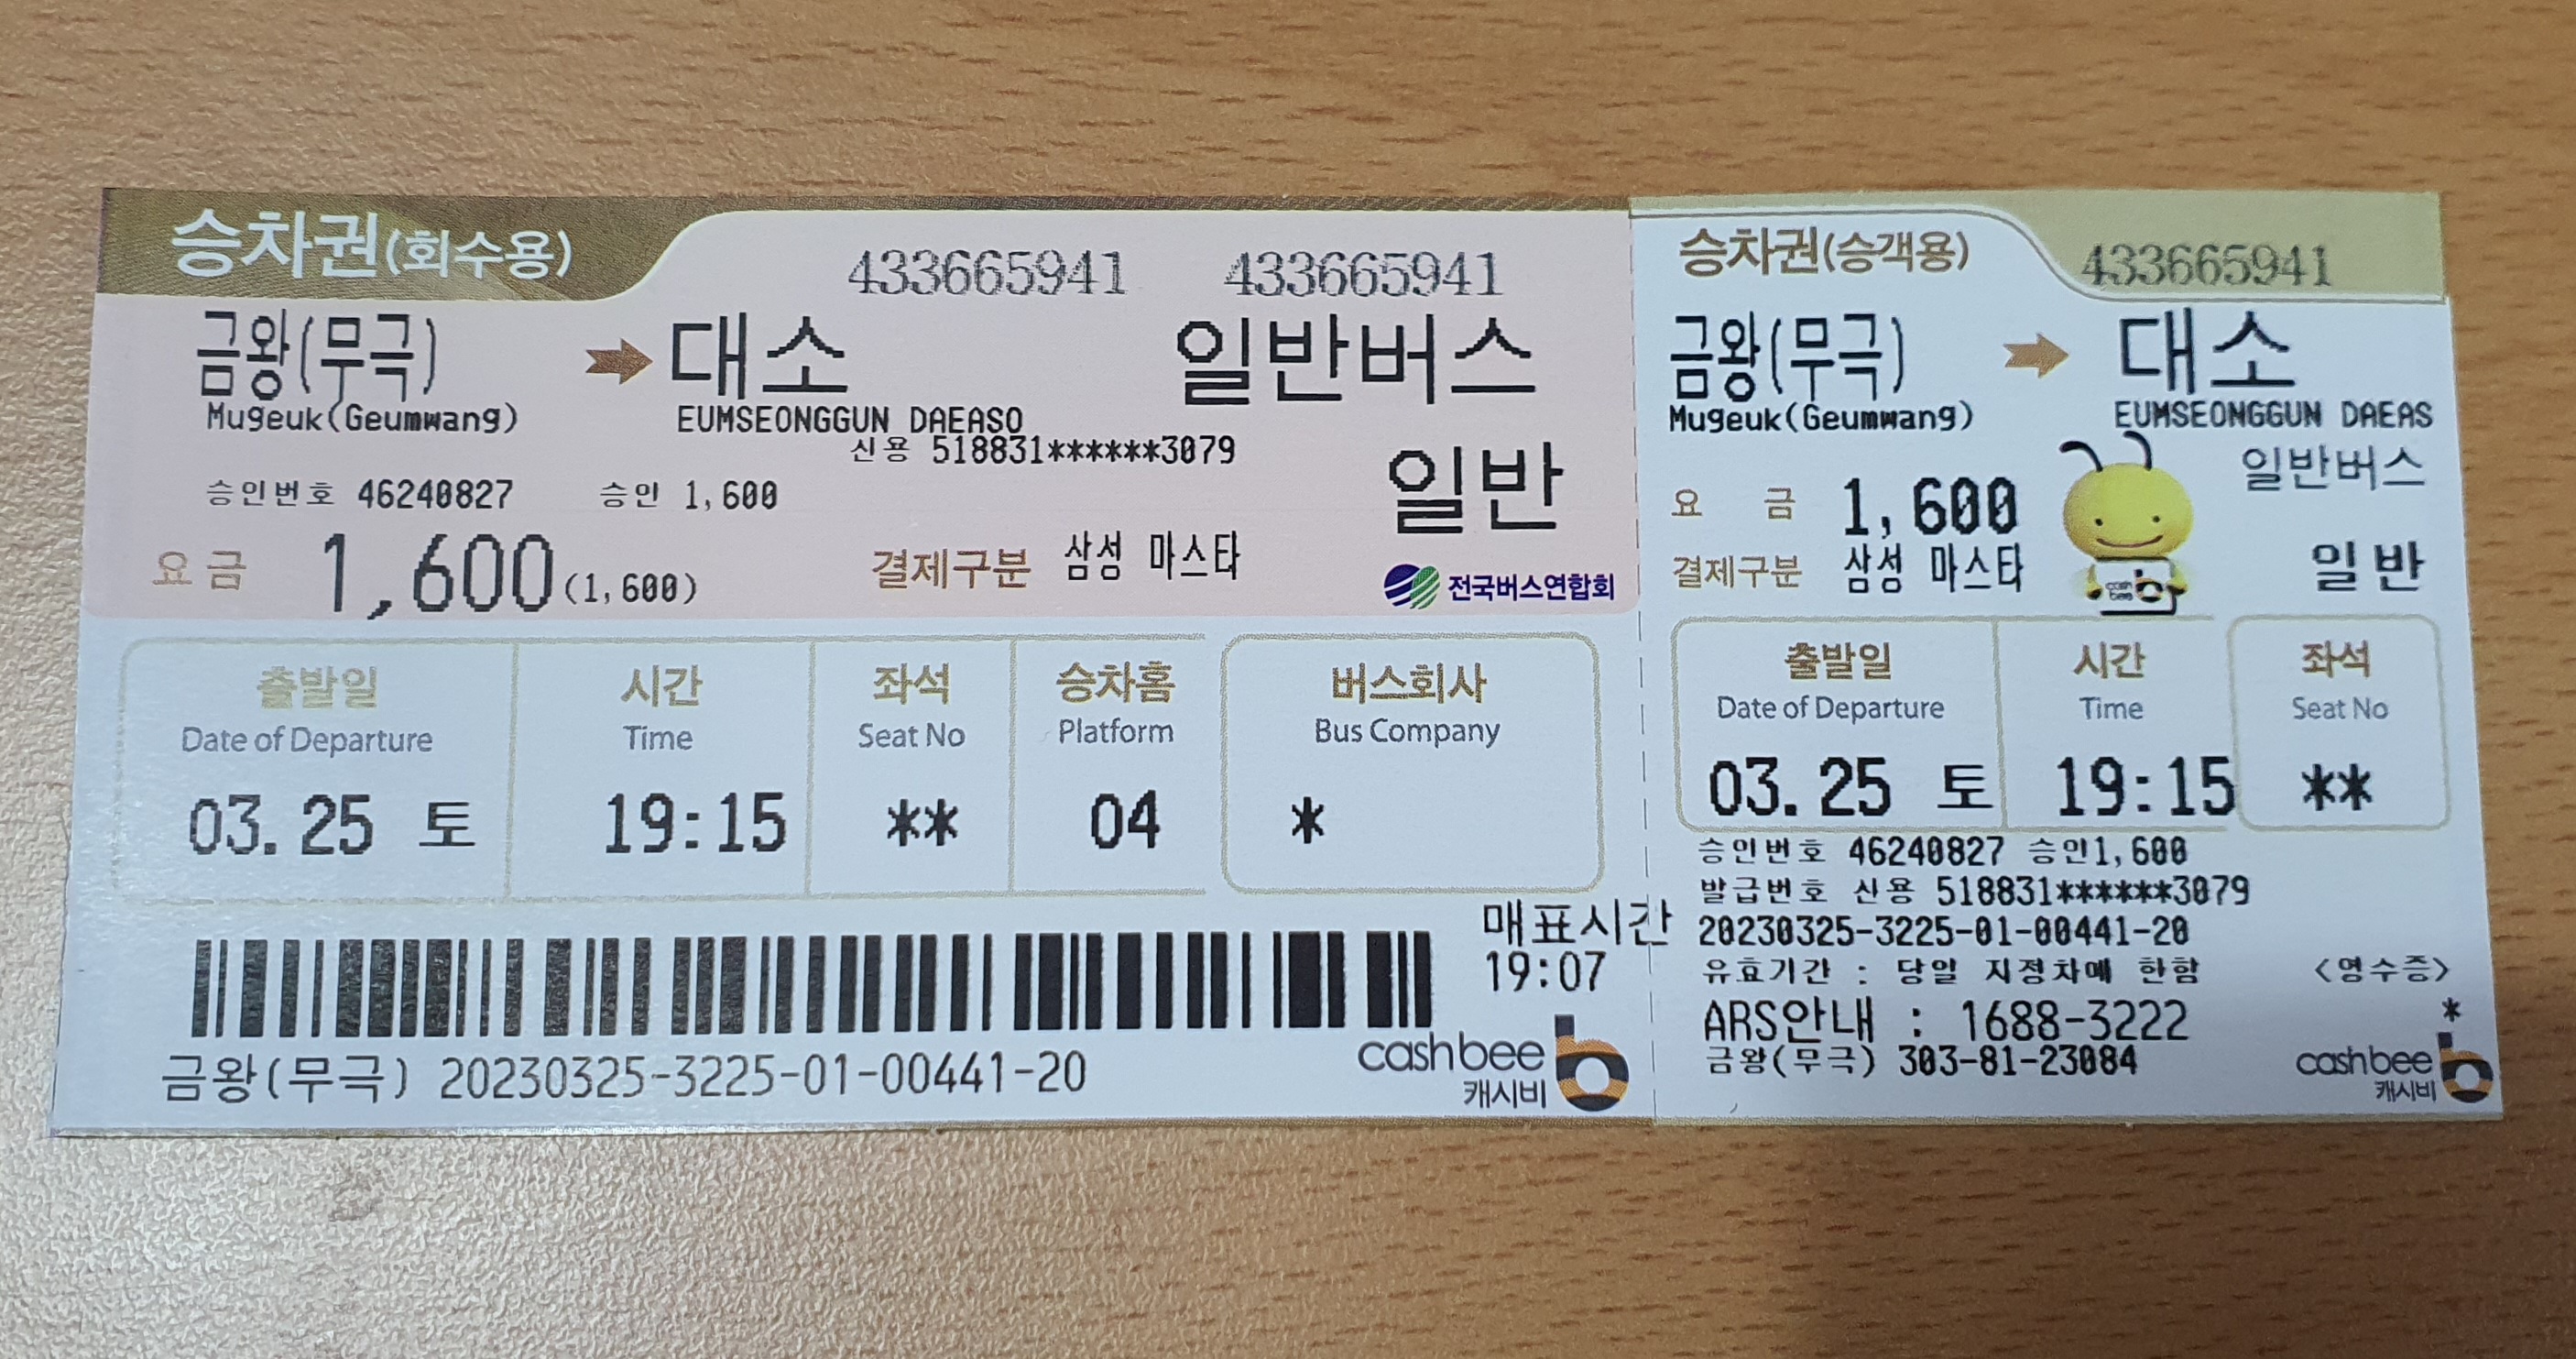 승차권(회수용)
433665941 433665941
금왕(무극) 대소 일반버스
Mugeuk(Geumwang) EUMSEONGGUN DAEASO
신용 518831******3079
일반
승인번호 46240827 승인 1,600
요금 1,600(1,600) 결제구분 삼성 마스타
전국버스연합회
출발일 시간 좌석 승차홈 버스회사
Date of Departure Time Seat No Platform Bus Company
03.25 토 19:15 ** 04 *
매표시간
19:07
금왕(무극) 20230325-3225-01-00441-20
cashbee
캐시비
승차권(승객용) 433665941
금왕(무극) 대소
Mugeuk(Geumwang) EUMSEONGGUN DAEAS
일반버스
요 금 1,600
일반
결제구분 삼성 마스타
cash
bee
출발일 시간 좌석
Date of Departure Time Seat No
03.25 토 19:15 **
승인번호 46240827 승인1,600
발급번호 신용 518831******3079
20230325-3225-01-00441-20
유효기간 : 당일 지정차에 한함 <영수증>
ARS안내 : 1688-3222 *
금왕(무극) 303-81-23084
cashbee
캐시비